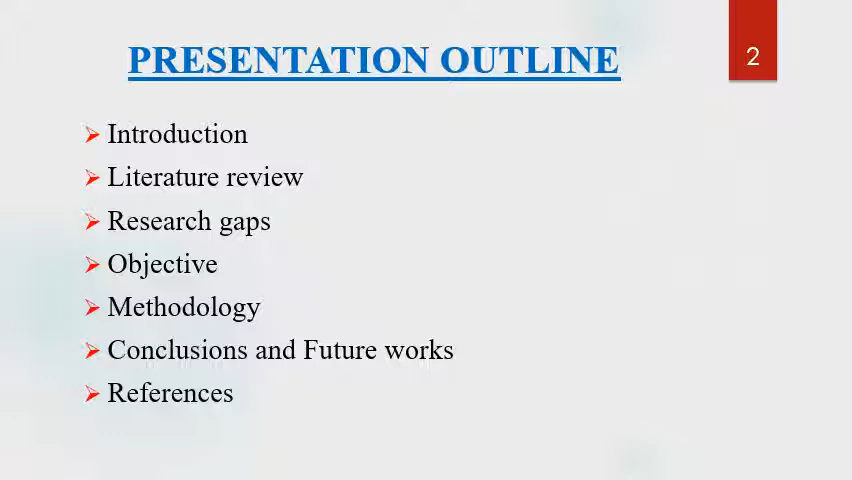 PRESENTATION OUTLINE
2
Introduction
Literature review
Research gaps
Objective
Methodology
Conclusions and Future works
References